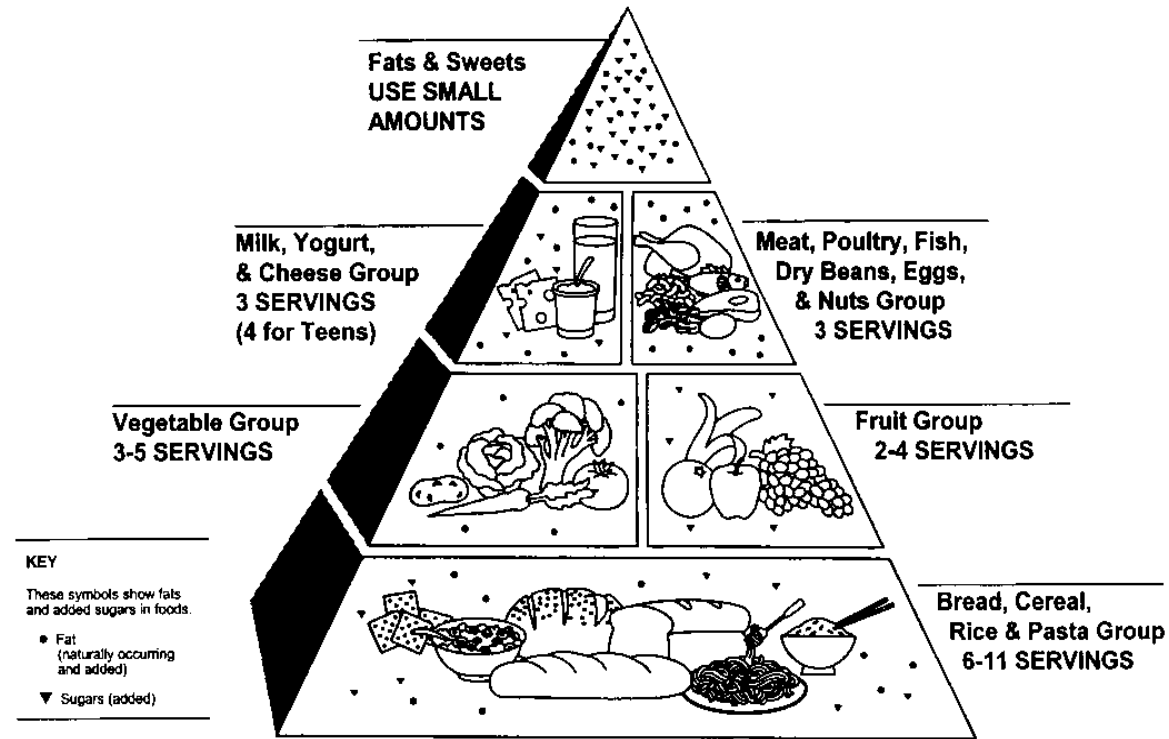 Fats & Sweets
USE SMALL
AMOUNTS
Milk, Yogurt,
& Cheese Group
3 SERVINGS
(4 for Teens)
Meat, Poultry, Fish,
Dry Beans, Eggs,
& Nuts Group
3 SERVINGS
Vegetable Group
3-5 SERVINGS
Fruit Group
2-4 SERVINGS
KEY
These symbols show fats
and added sugars in foods.
Fat
(naturally occurring
and added)
Sugars (added)
Bread, Cereal,
Rice & Pasta Group
6-11 SERVINGS